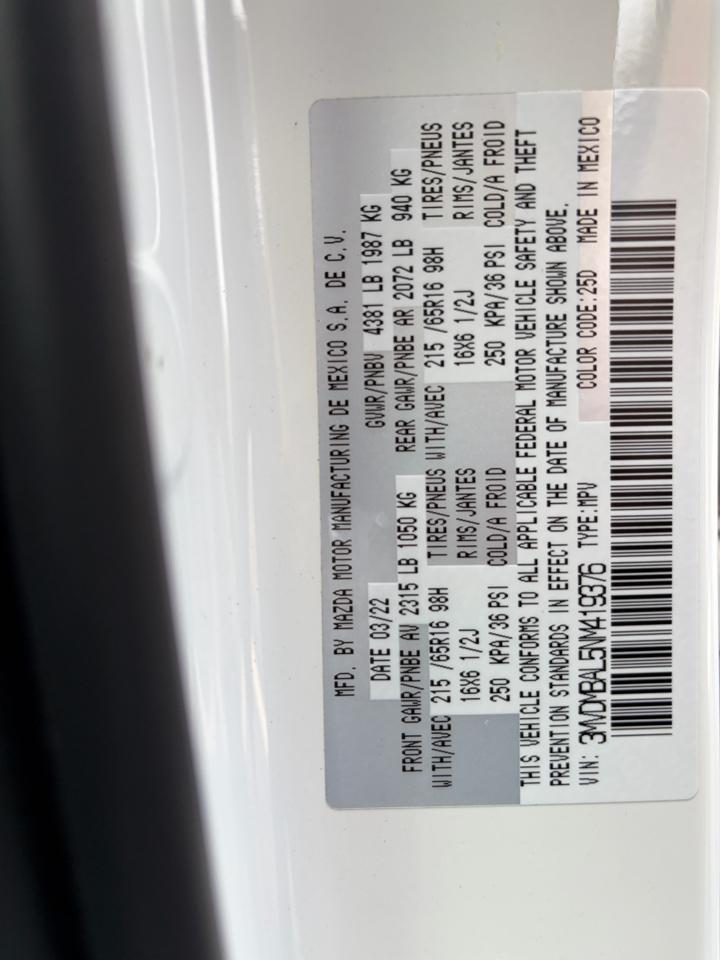 MFD. BY MAZDA MOTOR MANUFACTURING DE MEXICO S.A. DE C.V.
DATE 03/22 GVWR/PNBV 4381 LB 1987 KG
FRONT GAWR/PNBE AV 2315 LB 1050 KG REAR GAWR/PNBE AR 2072 LB 940 KG
WITH/AVEC 215 /65R16 98H TIRES/PNEUS WITH/AVEC 215 /65R16 98H TIRES/PNEUS
16X6 1/2J RIMS/JANTES 16X6 1/2J RIMS/JANTES
250 KPA/36 PSI COLD/A FROID 250 KPA/36 PSI COLD/A FROID
THIS VEHICLE CONFORMS TO ALL APPLICABLE FEDERAL MOTOR VEHICLE SAFETY AND THEFT
PREVENTION STANDARDS IN EFFECT ON THE DATE OF MANUFACTURE SHOWN ABOVE.
VIN: 3MVDMBAL5NM419376 TYPE:MPV COLOR CODE:25D MADE IN MEXICO